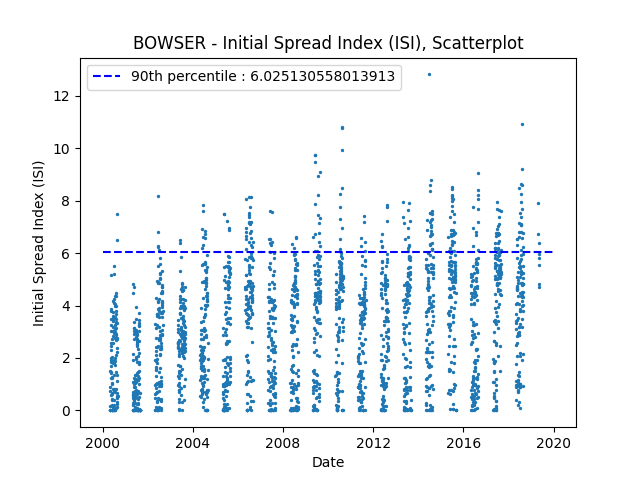 BOWSER - Initial Spread Index (ISI), Scatterplot
90th percentile : 6.025130558013913
12
10
8
6
4
2
0
Initial Spread Index (ISI)
2000 2004 2008 2012 2016 2020
Date